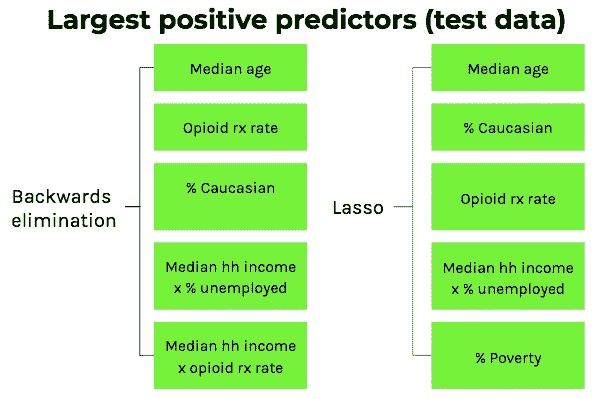 Largest positive predictors (test data)
Backwards
elimination
Median age
Opioid rx rate
% Caucasian
Median hh income
x % unemployed
Median hh income
x opioid rx rate
Lasso
Median age
% Caucasian
Opioid rx rate
Median hh income
x % unemployed
% Poverty